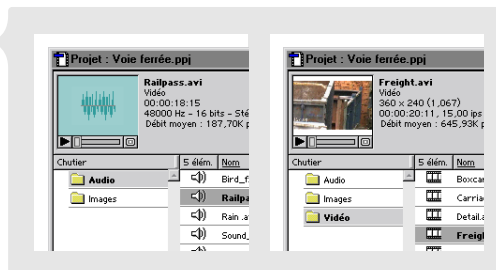 Projet : Voie ferrée.ppj
Railpass.avi
Vidéo
00:00:18:15
48000 Hz - 16 bits - Sté
Débit moyen : 187,70K p
Chutier
5 élém. Nom
Audio
Images
Bird_f
Railpa
Rain .a
Sound_
Projet : Voie ferrée.ppj
Freight.avi
Vidéo
360 x 240 (1,067)
00:00:20:11, 15,00 ips
Débit moyen : 645,93K p
Chutier
5 élém. Nom
Audio
Images
Vidéo
Boxcar
Carria
Detail.a
Freigh